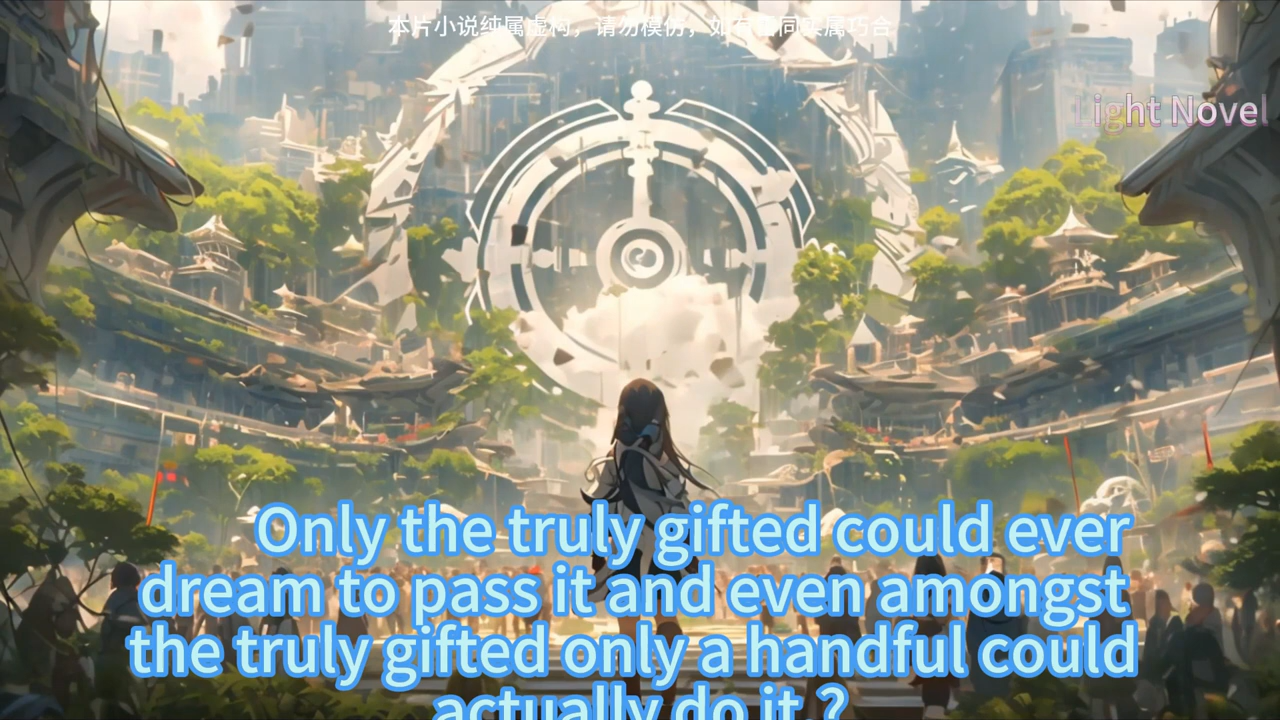 本片小说纯属虚构，请勿模仿，如有雷同实属巧合
Light Novel
Only the truly gifted could ever
dream to pass it and even amongst
the truly gifted only a handful could
actually do it ?